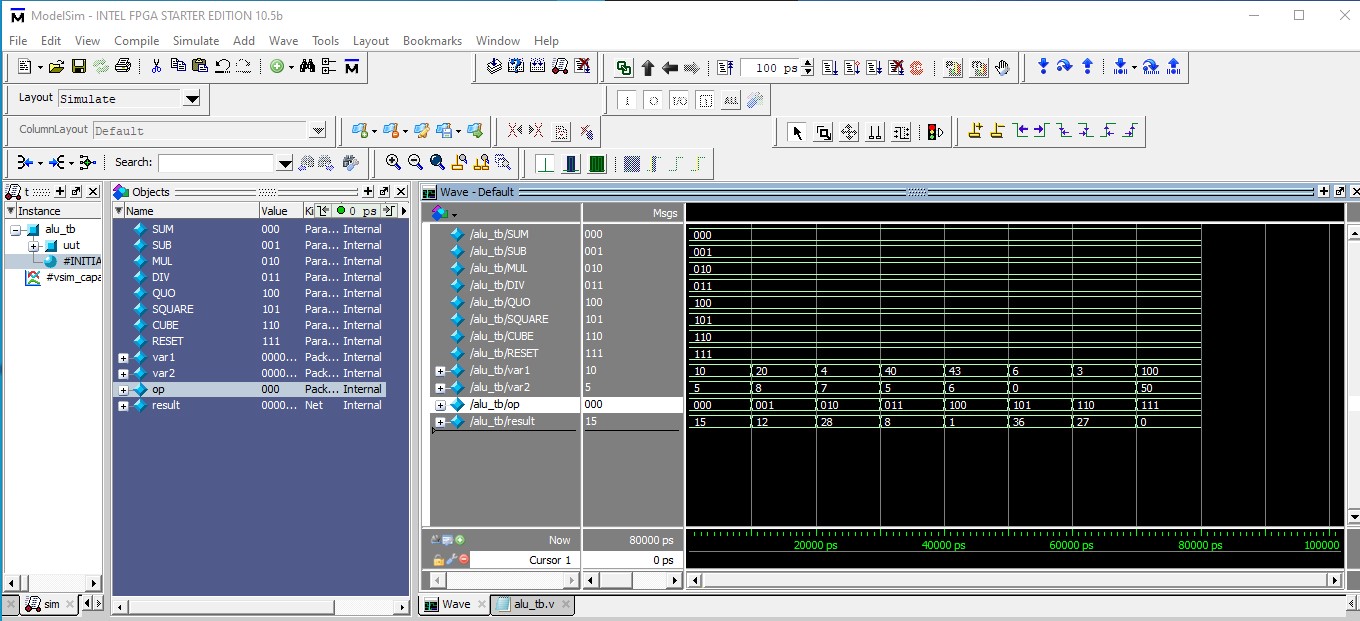 ModelSim - INTEL FPGA STARTER EDITION 10.5b
File Edit View Compile Simulate Add Wave Tools Layout Bookmarks Window Help
100 ps
Layout Simulate
ColumnLayout Default
Search:
t Objects Wave - Default
Instance Name Value Ki 0 ps Msgs
alu_tb
uut
#INITIA
#vsim_capa
SUM 000 Para... Internal
SUB 001 Para... Internal
MUL 010 Para... Internal
DIV 011 Para... Internal
QUO 100 Para... Internal
SQUARE 101 Para... Internal
CUBE 110 Para... Internal
RESET 111 Para... Internal
var1 0000... Pack... Internal
var2 0000... Pack... Internal
op 000 Pack... Internal
result 0000... Net Internal
/alu_tb/SUM 000 000
/alu_tb/SUB 001 001
/alu_tb/MUL 010 010
/alu_tb/DIV 011 011
/alu_tb/QUO 100 100
/alu_tb/SQUARE 101 101
/alu_tb/CUBE 110 110
/alu_tb/RESET 111 111
/alu_tb/var1 10 10 20 4 40 43 6 3 100
/alu_tb/var2 5 5 8 7 5 6 0 50
/alu_tb/op 000 000 001 010 011 100 101 110 111
/alu_tb/result 15 15 12 28 8 1 36 27 0
Now 80000 ps 20000 ps 40000 ps 60000 ps 80000 ps 100000
Cursor 1 0 ps
sim Wave alu_tb.v